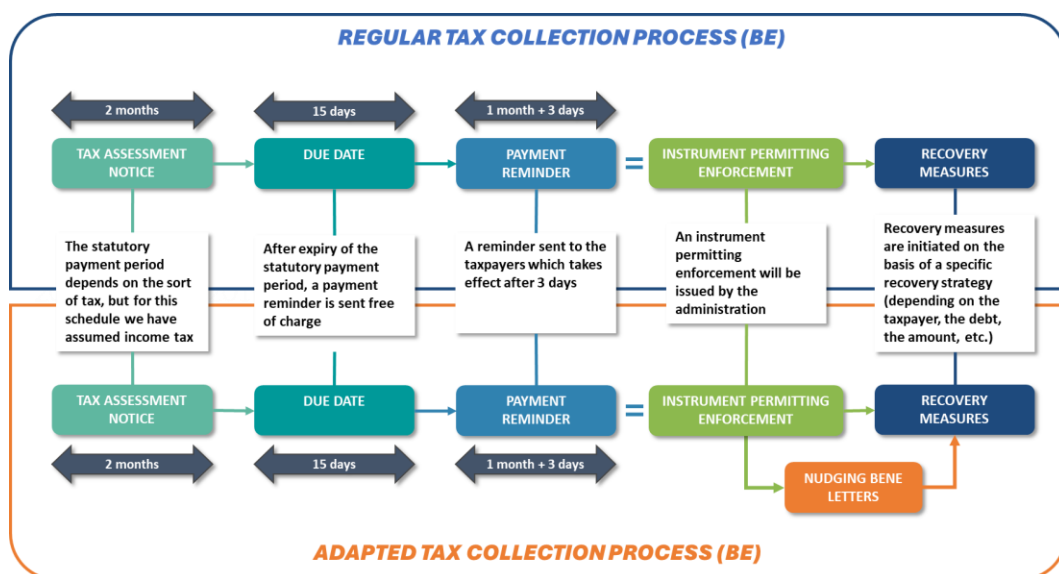 REGULAR TAX COLLECTION PROCESS (BE)
2 months
15 days
1 month + 3 days
TAX ASSESSMENT
NOTICE
DUE DATE
PAYMENT
REMINDER
=
INSTRUMENT PERMITTING
ENFORCEMENT
RECOVERY
MEASURES
The statutory
payment period
depends on the sort
of tax, but for this
schedule we have
assumed income tax
After expiry of the
statutory payment
period, a payment
reminder is sent free
of charge
A reminder sent to the
taxpayers which takes
effect after 3 days
An instrument
permitting
enforcement will be
issued by the
administration
Recovery measures
are initiated on the
basis of a specific
recovery strategy
(depending on the
taxpayer, the debt,
the amount, etc.)
TAX ASSESSMENT
NOTICE
DUE DATE
PAYMENT
REMINDER
=
INSTRUMENT PERMITTING
ENFORCEMENT
RECOVERY
MEASURES
2 months
15 days
1 month + 3 days
NUDGING BENE
LETTERS
ADAPTED TAX COLLECTION PROCESS (BE)